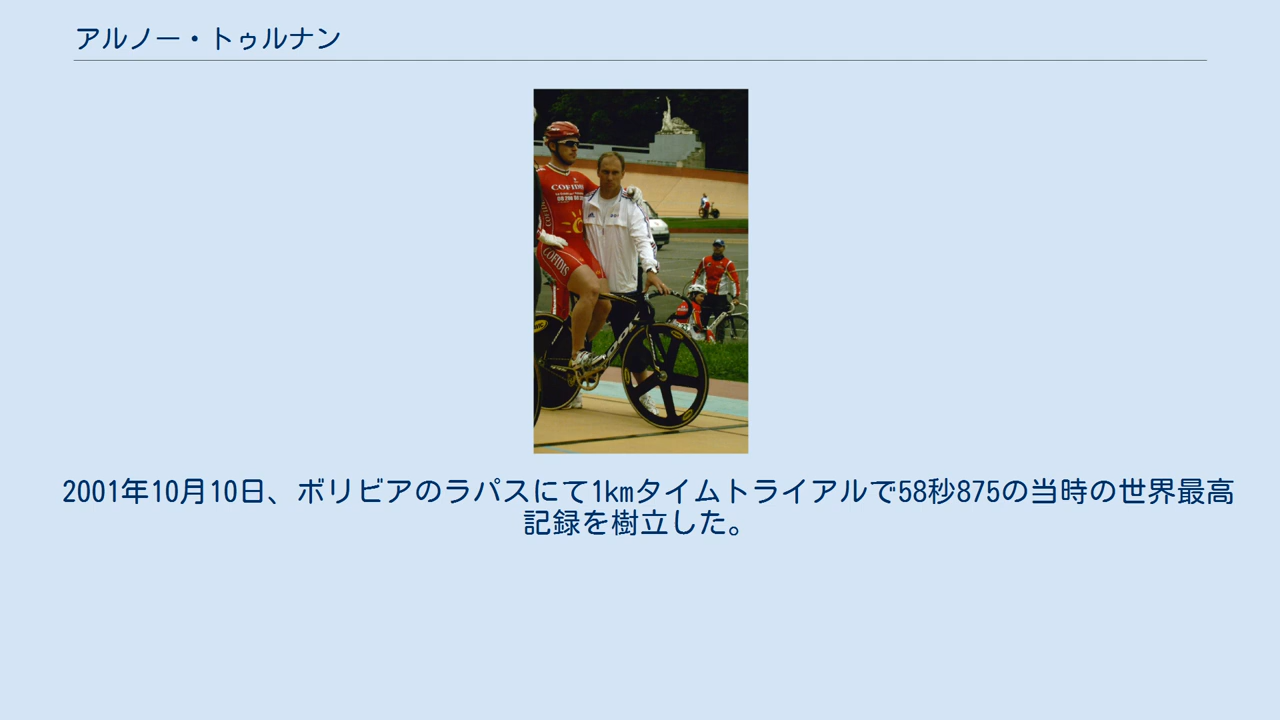 アルノー・トゥルナン
COFIDIS
COFIDIS
LOOK
2001年10月10日、ボリビアのラパスにて1kmタイムトライアルで58秒875の当時の世界最高
記録を樹立した。